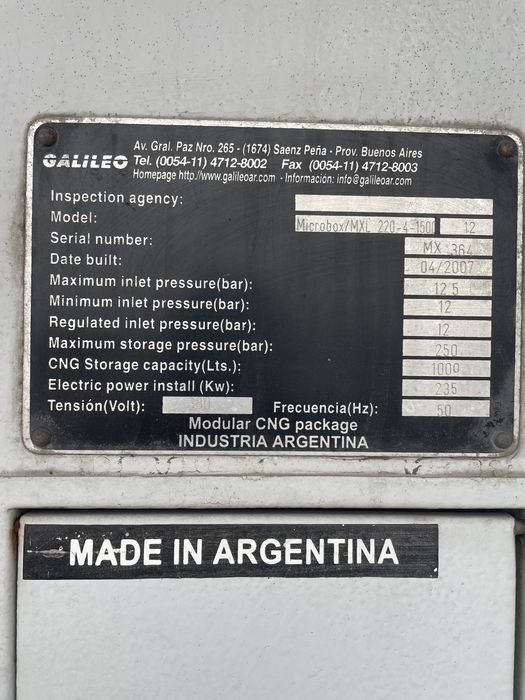 GALILEO
Av. Gral. Paz Nro. 265 - (1674) Saenz Peña - Prov. Buenos Aires
Tel. (0054-11) 4712-8002 Fax (0054-11) 4712-8003
Homepage http://www.galileoar.com - Información: info@galileoar.com
Inspection agency:
Model: Microbox/MXL 220-4-1500 12
Serial number: MX 364
Date built: 04/2007
Maximum inlet pressure(bar): 12.5
Minimum inlet pressure(bar): 12
Regulated inlet pressure(bar): 12
Maximum storage pressure(bar): 250
CNG Storage capacity(Lts.): 1000
Electric power install (Kw): 235
Tensión(Volt): 380 Frecuencia(Hz): 50
Modular CNG package
INDUSTRIA ARGENTINA
MADE IN ARGENTINA